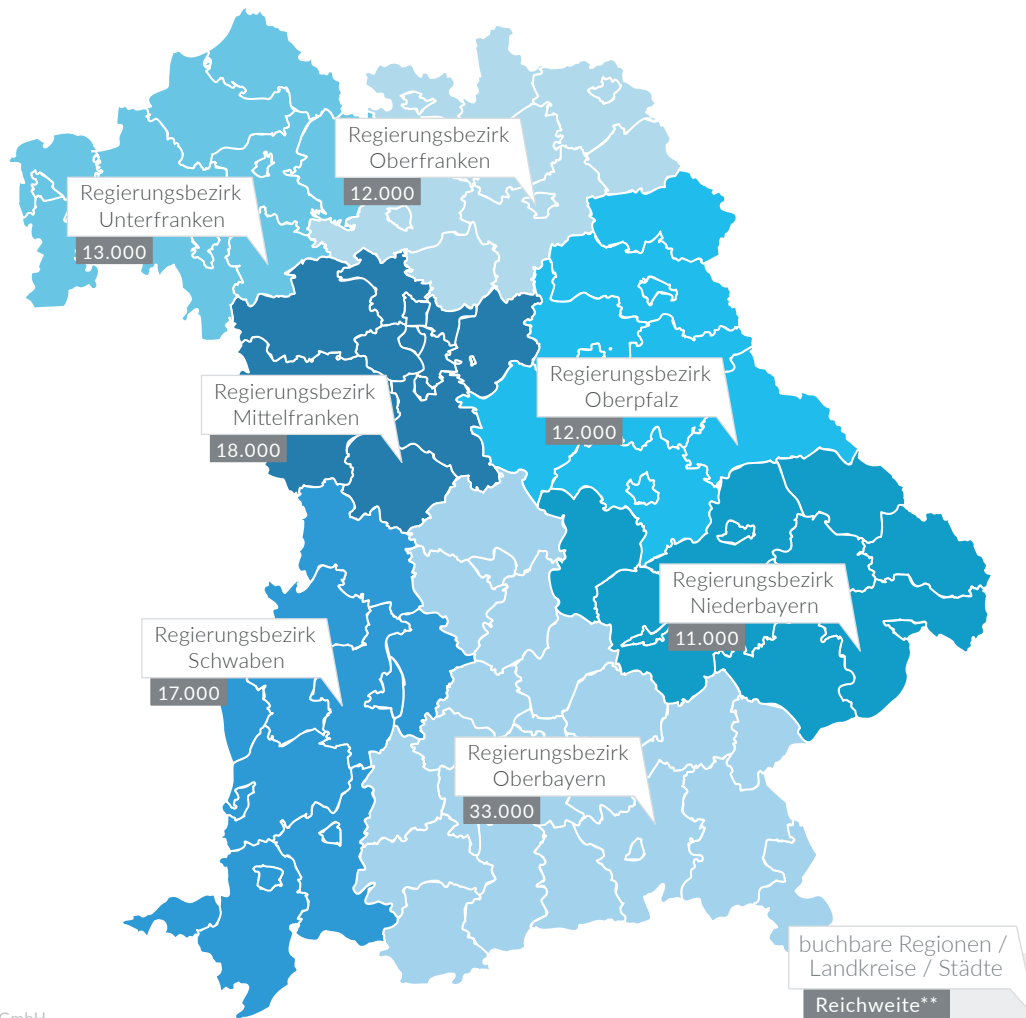 Regierungsbezirk
Oberfranken
12.000
Regierungsbezirk
Unterfranken
13.000
Regierungsbezirk
Oberpfalz
12.000
Regierungsbezirk
Mittelfranken
18.000
Regierungsbezirk
Niederbayern
11.000
Regierungsbezirk
Schwaben
17.000
Regierungsbezirk
Oberbayern
33.000
buchbare Regionen /
Landkreise / Städte
Reichweite**
GmbH